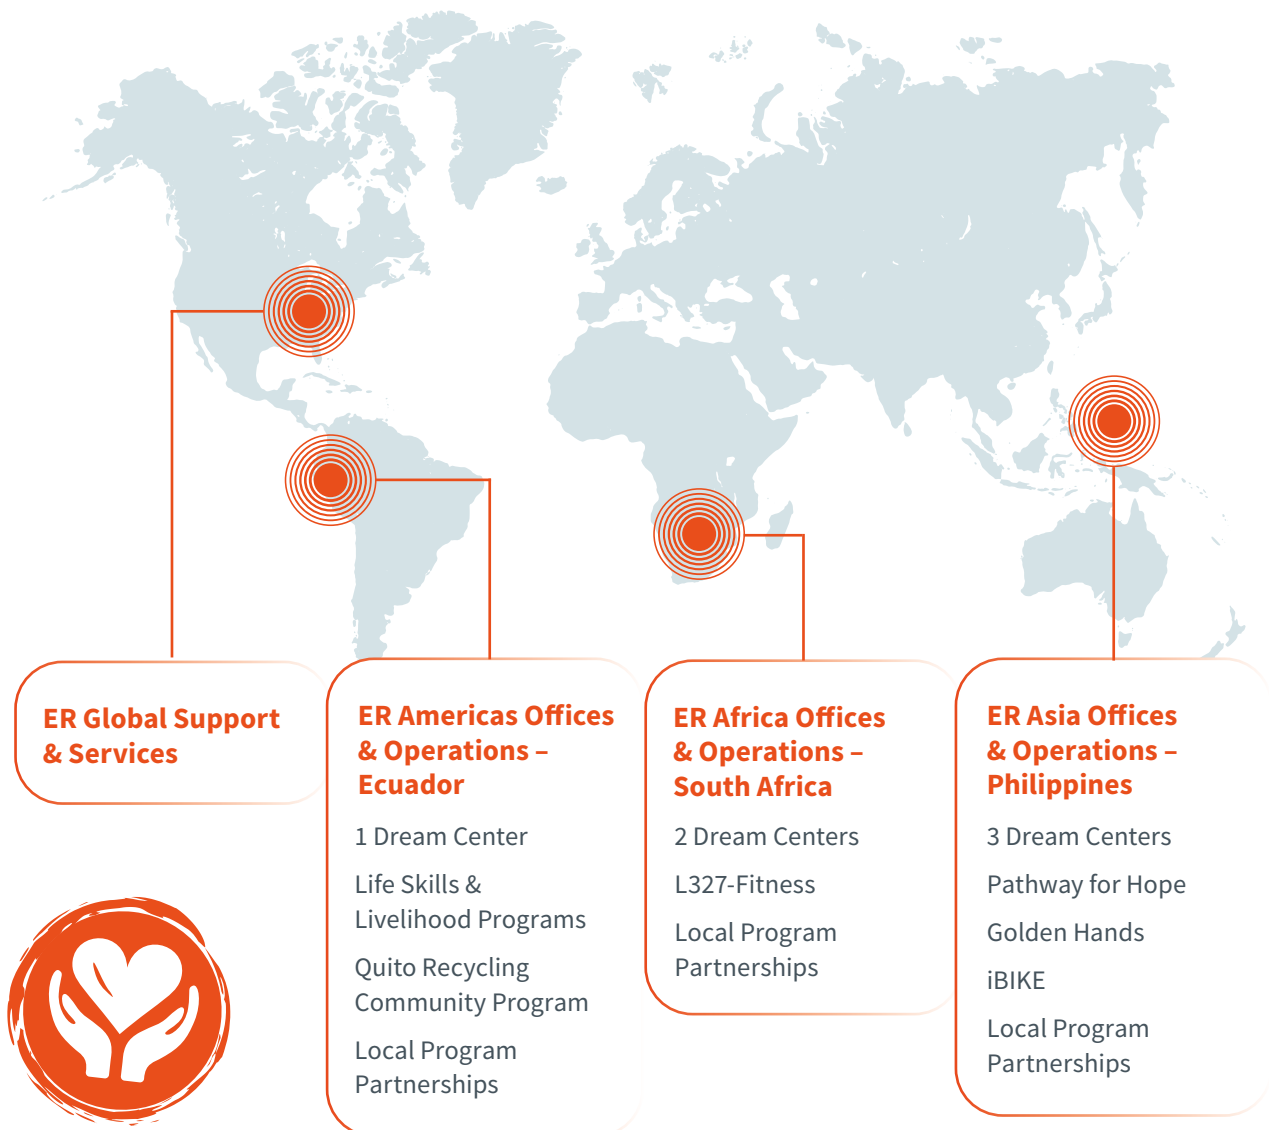 ER Global Support
& Services
ER Americas Offices
& Operations –
Ecuador
1 Dream Center
Life Skills &
Livelihood Programs
Quito Recycling
Community Program
Local Program
Partnerships
ER Africa Offices
& Operations –
South Africa
2 Dream Centers
L327-Fitness
Local Program
Partnerships
ER Asia Offices
& Operations –
Philippines
3 Dream Centers
Pathway for Hope
Golden Hands
iBIKE
Local Program
Partnerships